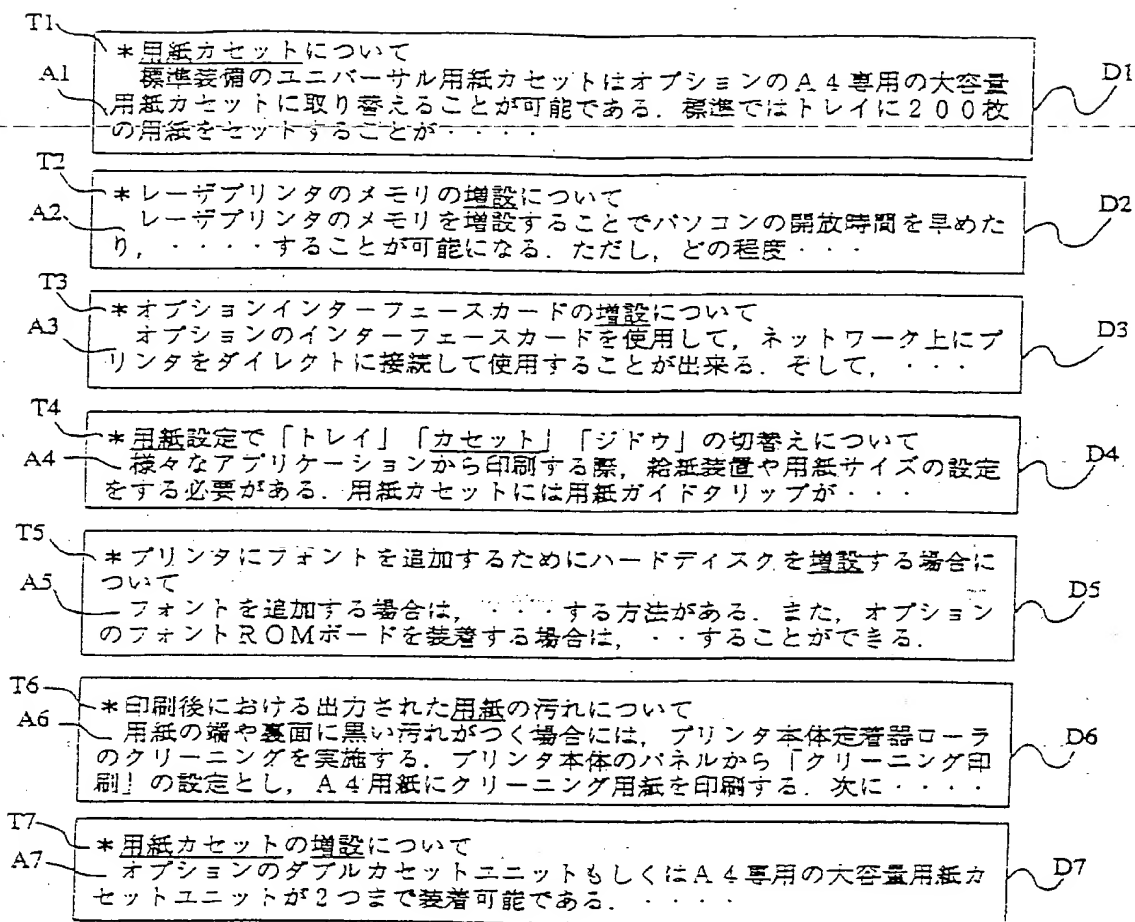 T1
A1
*用紙カセットについて
標準装備のユニバーサル用紙カセットはオプションのA4専用の大容量
用紙カセットに取り替えることが可能である.標準ではトレイに200枚
の用紙をセットすることが・・・・
D1
T2
A2
*レーザプリンタのメモリの増設について
レーザプリンタのメモリを増設することでパソコンの開放時間を早めた
り,・・・・することが可能になる.ただし,どの程度・・・
D2
T3
A3
*オプションインターフェースカードの増設について
オプションのインターフェースカードを使用して,ネットワーク上にプ
リンタをダイレクトに接続して使用することが出来る.そして,・・・
D3
T4
A4
*用紙設定で「トレイ」「カセット」「ジドウ」の切替えについて
様々なアプリケーションから印刷する際,給紙装置や用紙サイズの設定
をする必要がある.用紙カセットには用紙ガイドクリップが・・・
D4
T5
A5
*プリンタにフォントを追加するためにハードディスクを増設する場合に
ついて
フォントを追加する場合は,・・・する方法がある.また,オプション
のフォントROMボードを装着する場合は,・・することができる.
D5
T6
A6
*印刷後における出力された用紙の汚れについて
用紙の端や裏面に黒い汚れがつく場合には,プリンタ本体定着器ローラ
のクリーニングを実施する.プリンタ本体のパネルから「クリーニング印
刷」の設定とし,A4用紙にクリーニング用紙を印刷する.次に・・・・
D6
T7
A7
*用紙カセットの増設について
オプションのダブルカセットユニットもしくはA4専用の大容量用紙カ
セットユニットが2つまで装着可能である.・・・・
D7